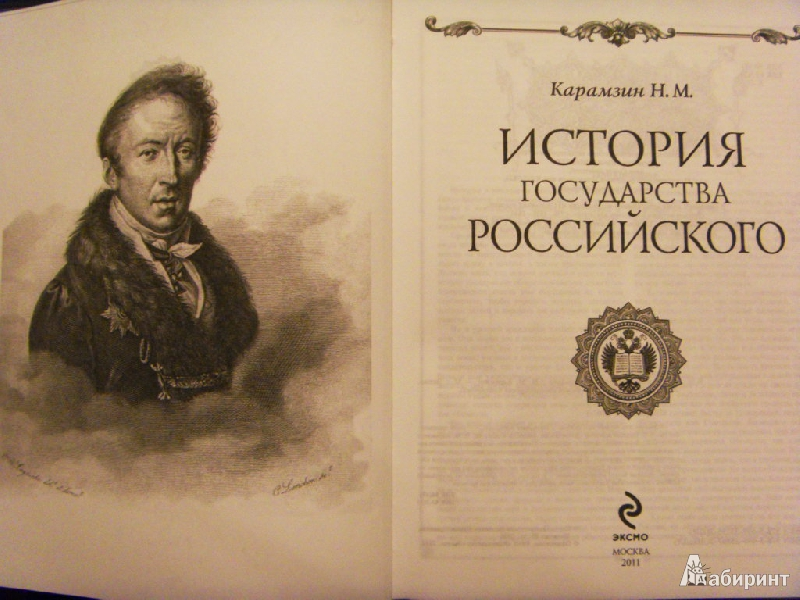 Карамзин Н. М.
ИСТОРИЯ
ГОСУДАРСТВА
РОССИЙСКОГО
ЭКСМО
МОСКВА
2011
Лабиринт